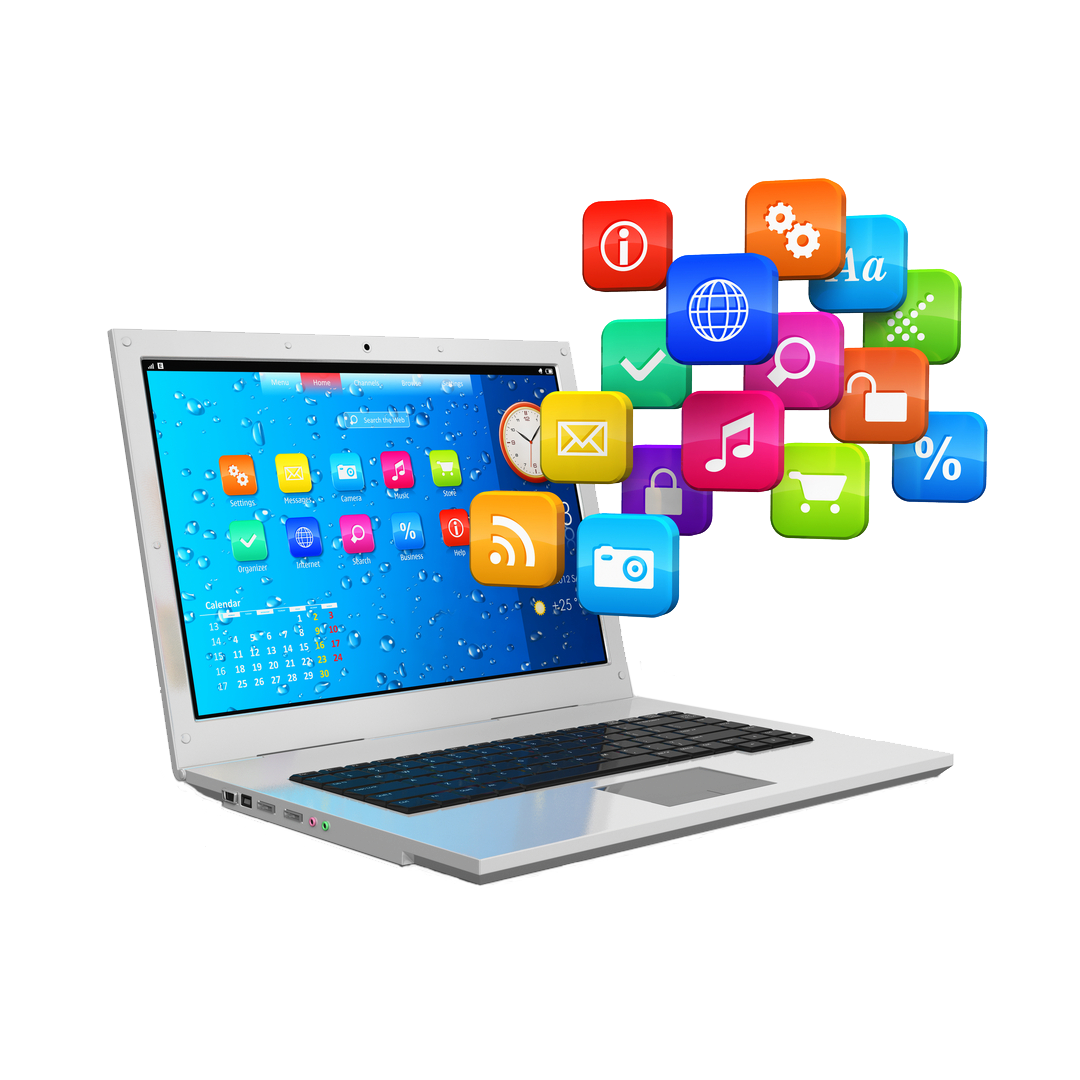 Aa
%
Menu Home Channels Browse Settings
Search the Web
Settings Messages Camera Music Store
%
Organizer Internet Search Business Help
Calendar
13 1 2 3
14 4 5 6 7 8 9 10
15 11 12 13 14 15 16 17
16 18 19 20 21 22 23 24
17 25 26 27 28 29 30
+25°